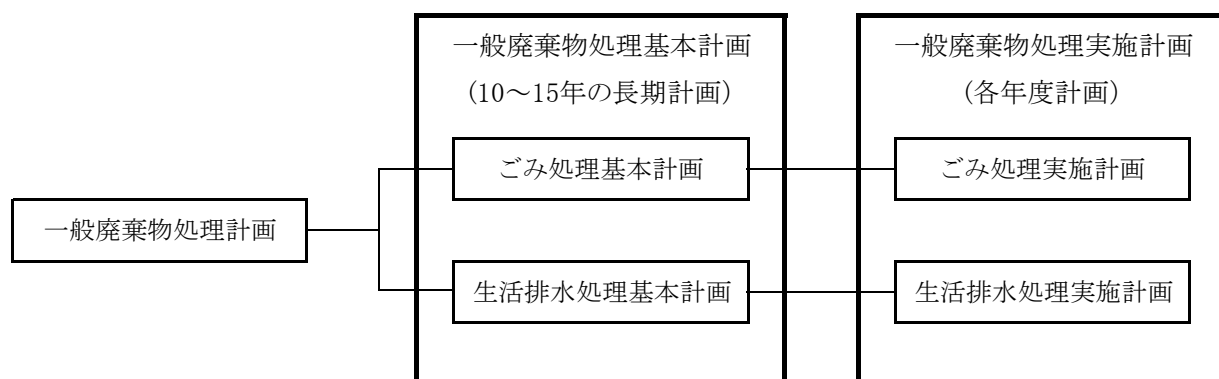 一般廃棄物処理基本計画
(10～15年の長期計画)
ごみ処理基本計画
生活排水処理基本計画
一般廃棄物処理実施計画
(各年度計画)
ごみ処理実施計画
生活排水処理実施計画
一般廃棄物処理計画